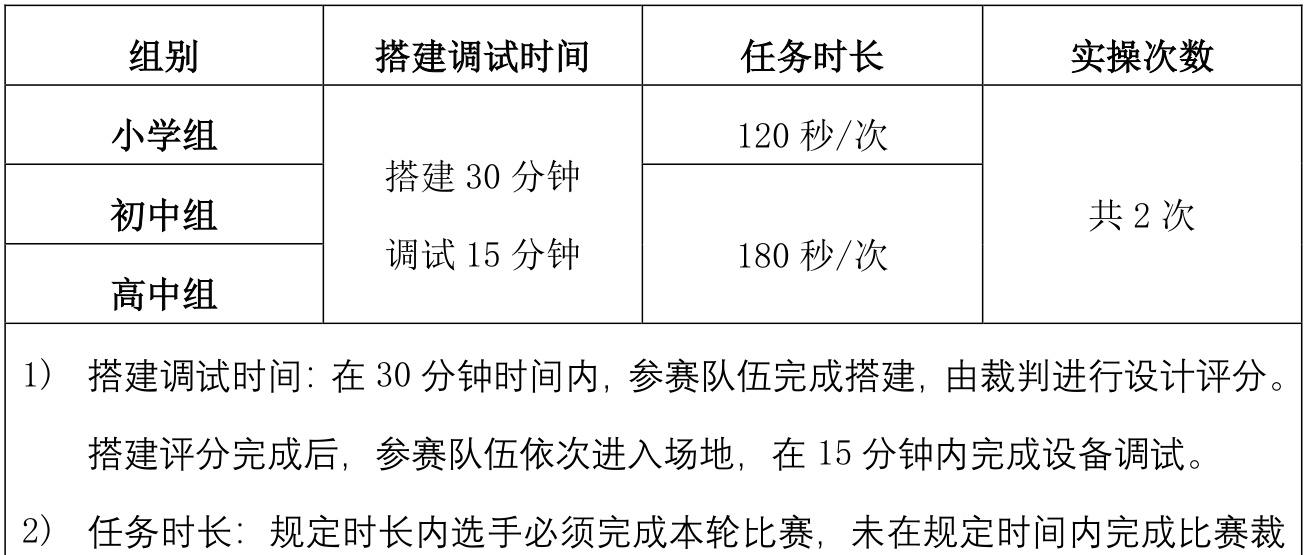 组别 搭建调试时间 任务时长 实操次数
小学组 120 秒/次
搭建 30 分钟
初中组 共 2 次
调试 15 分钟 180 秒/次
高中组
1) 搭建调试时间：在 30 分钟时间内，参赛队伍完成搭建，由裁判进行设计评分。
搭建评分完成后，参赛队伍依次进入场地，在 15 分钟内完成设备调试。
2) 任务时长：规定时长内选手必须完成本轮比赛，未在规定时间内完成比赛裁